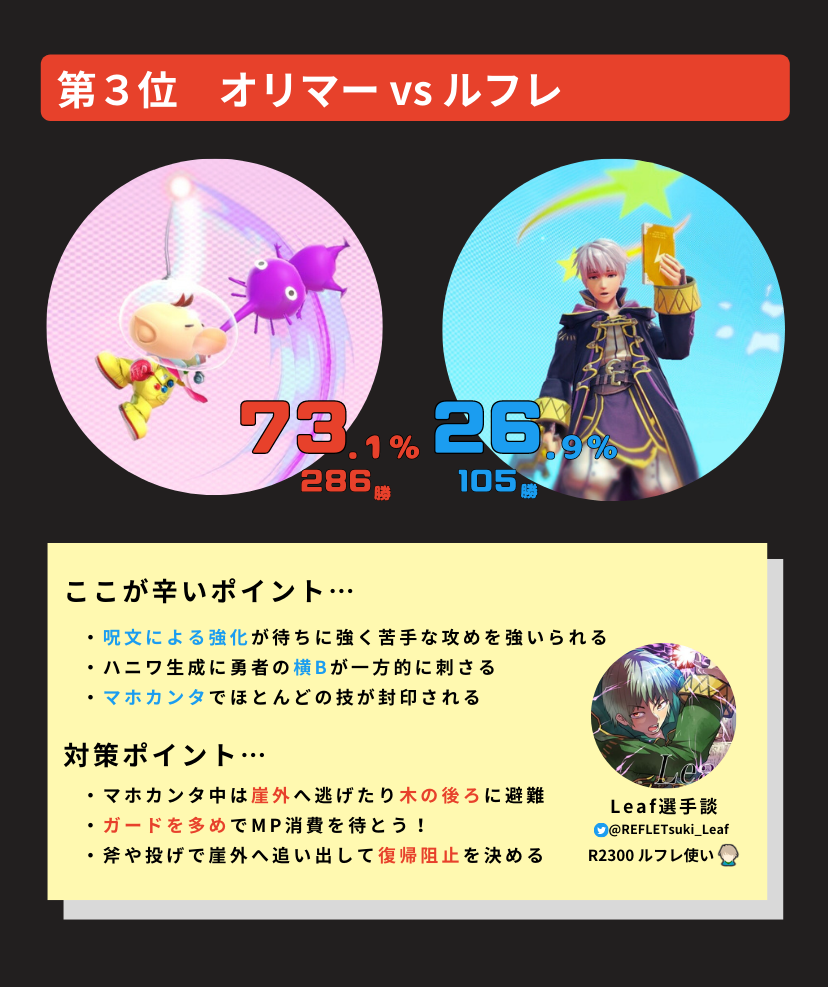 第３位　オリマー vs ルフレ
73.1% 26.9%
286勝 105勝
ここが辛いポイント…
・呪文による強化が待ちに強く苦手な攻めを強いられる
・ハニワ生成に勇者の横Bが一方的に刺さる
・マホカンタでほとんどの技が封印される
対策ポイント…
・マホカンタ中は崖外へ逃げたり木の後ろに避難
・ガードを多めでMP消費を待とう！
・斧や投げで崖外へ追い出して復帰阻止を決める
Leaf
Leaf選手談
@REFLETsuki_Leaf
R2300 ルフレ使い